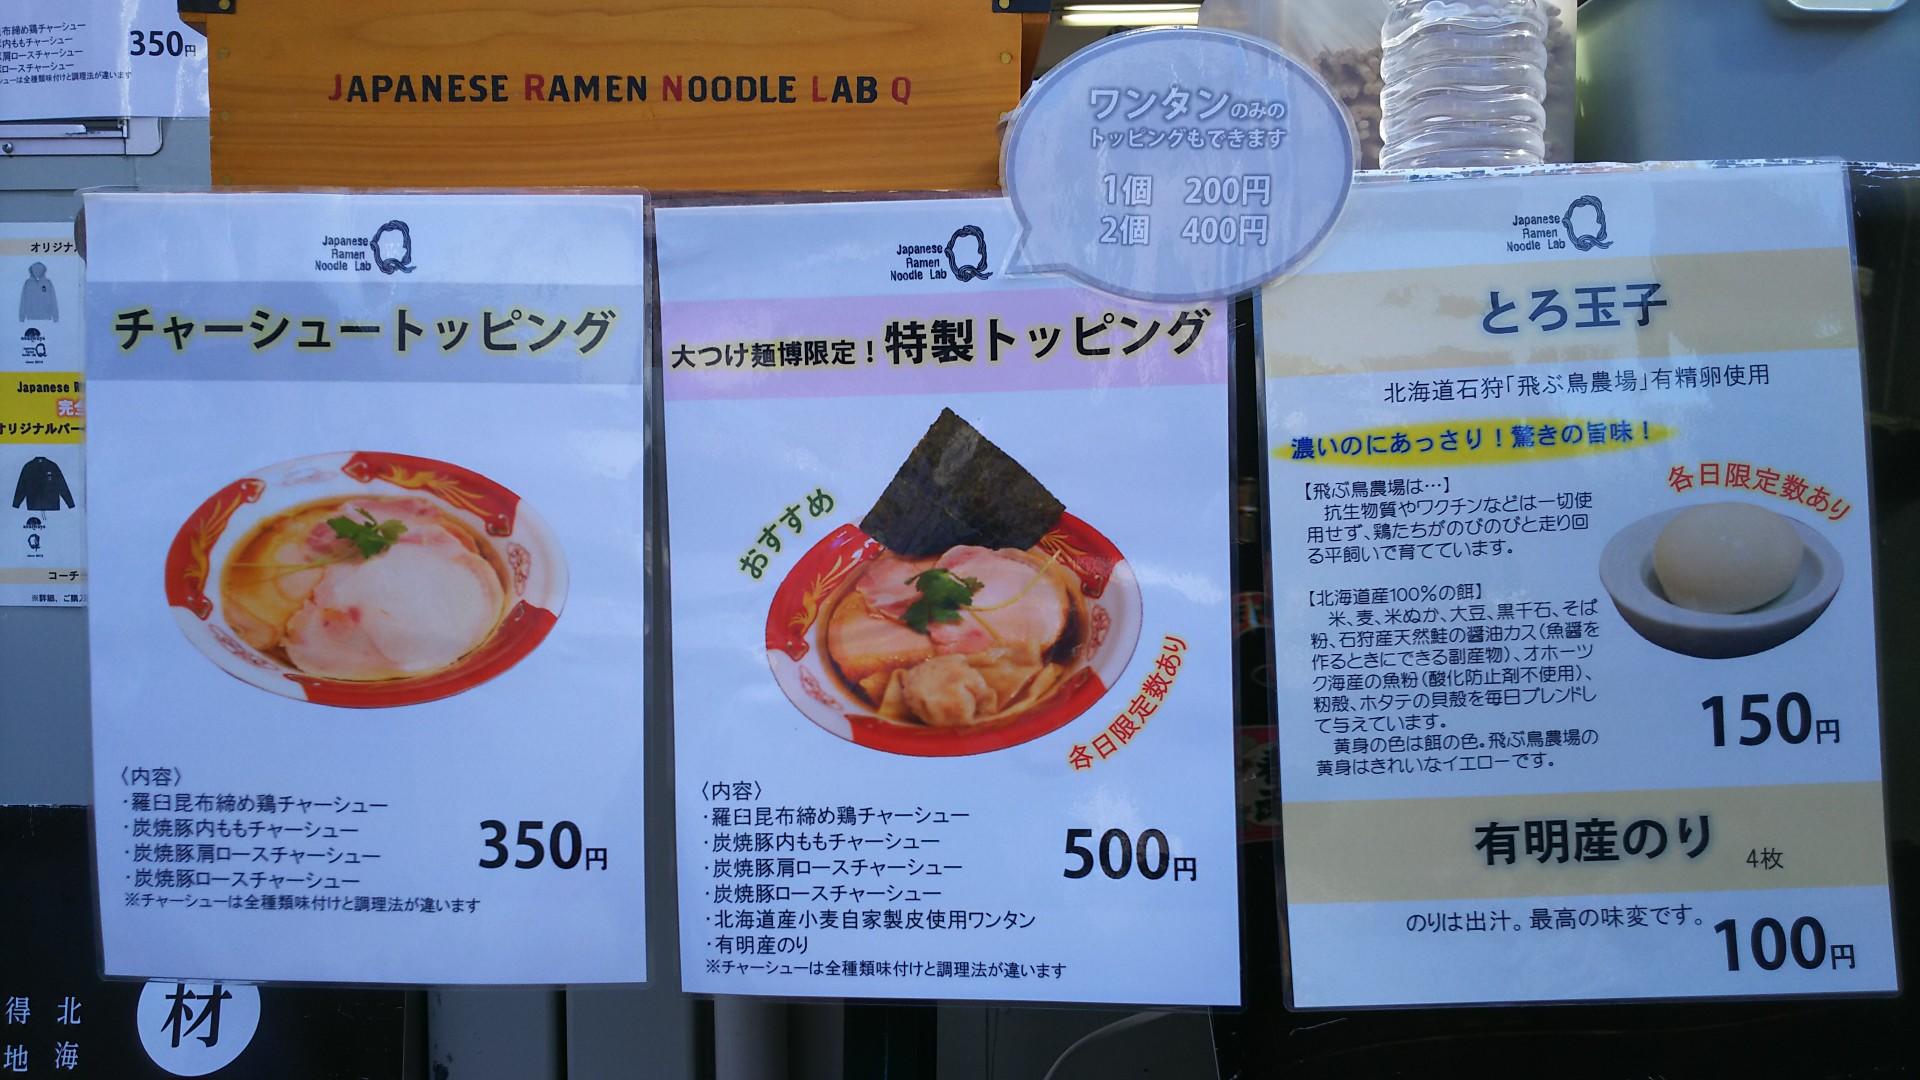 350円
JAPANESE RAMEN NOODLE LAB Q
ワンタンのみの
トッピングもできます
1個 200円
2個 400円
Japanese
Ramen
Noodle Lab
Q
チャーシュートッピング
〈内容〉
・羅臼昆布締め鶏チャーシュー
・炭焼豚内ももチャーシュー
・炭焼豚肩ロースチャーシュー
・炭焼豚ロースチャーシュー
※チャーシューは全種類味付けと調理法が違います
350円
Japanese
Ramen
Noodle Lab
Q
大つけ麺博限定！特製トッピング
おすすめ
各日限定数あり
〈内容〉
・羅臼昆布締め鶏チャーシュー
・炭焼豚内ももチャーシュー
・炭焼豚肩ロースチャーシュー
・炭焼豚ロースチャーシュー
・北海道産小麦自家製皮使用ワンタン
・有明産のり
※チャーシューは全種類味付けと調理法が違います
500円
Japanese
Ramen
Noodle Lab
Q
とろ玉子
北海道石狩「飛ぶ鳥農場」有精卵使用
濃いのにあっさり！驚きの旨味！
各日限定数あり
【飛ぶ鳥農場は…】
抗生物質やワクチンなどは一切使
用せず、鶏たちがのびのびと走り回
る平飼いで育てています。
【北海道産100％の餌】
米、麦、米ぬか、大豆、黒千石、そば
粉、石狩産天然鮭の醤油カス（魚醤を
作るときにできる副産物）、オホーツ
ク海産の魚粉（酸化防止剤不使用）、
籾殻、ホタテの貝殻を毎日ブレンドし
て与えています。
黄身の色は餌の色。飛ぶ鳥農場の
黄身はきれいなイエローです。
150円
有明産のり 4枚
のりは出汁。最高の味変です。
100円
オリジナ
Japanese R
完全
オリジナルパー
コーチ
北海
得地
材